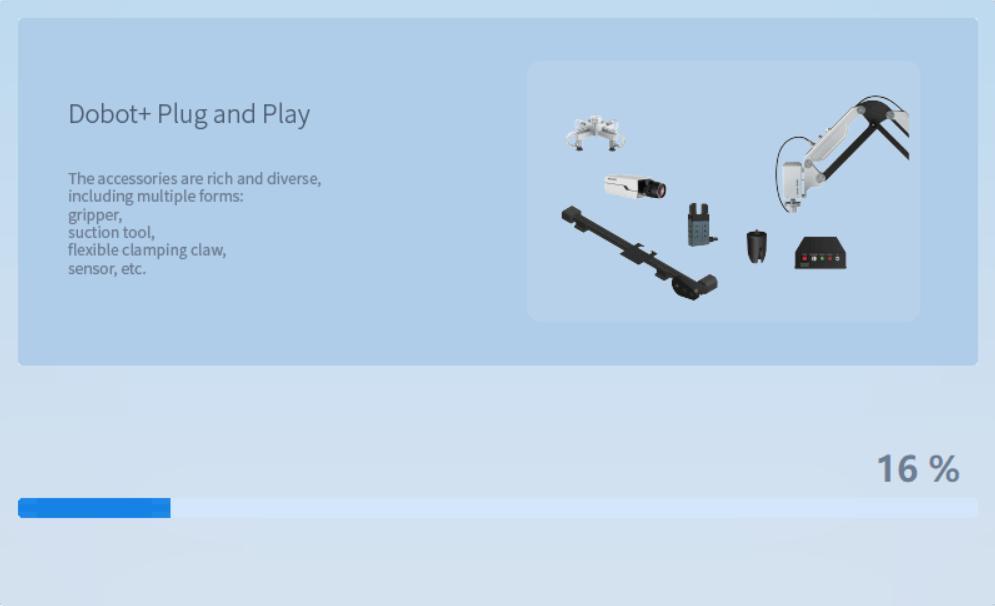 Dobot+ Plug and Play
The accessories are rich and diverse,
including multiple forms:
gripper,
suction tool,
flexible clamping claw,
sensor, etc.
16 %